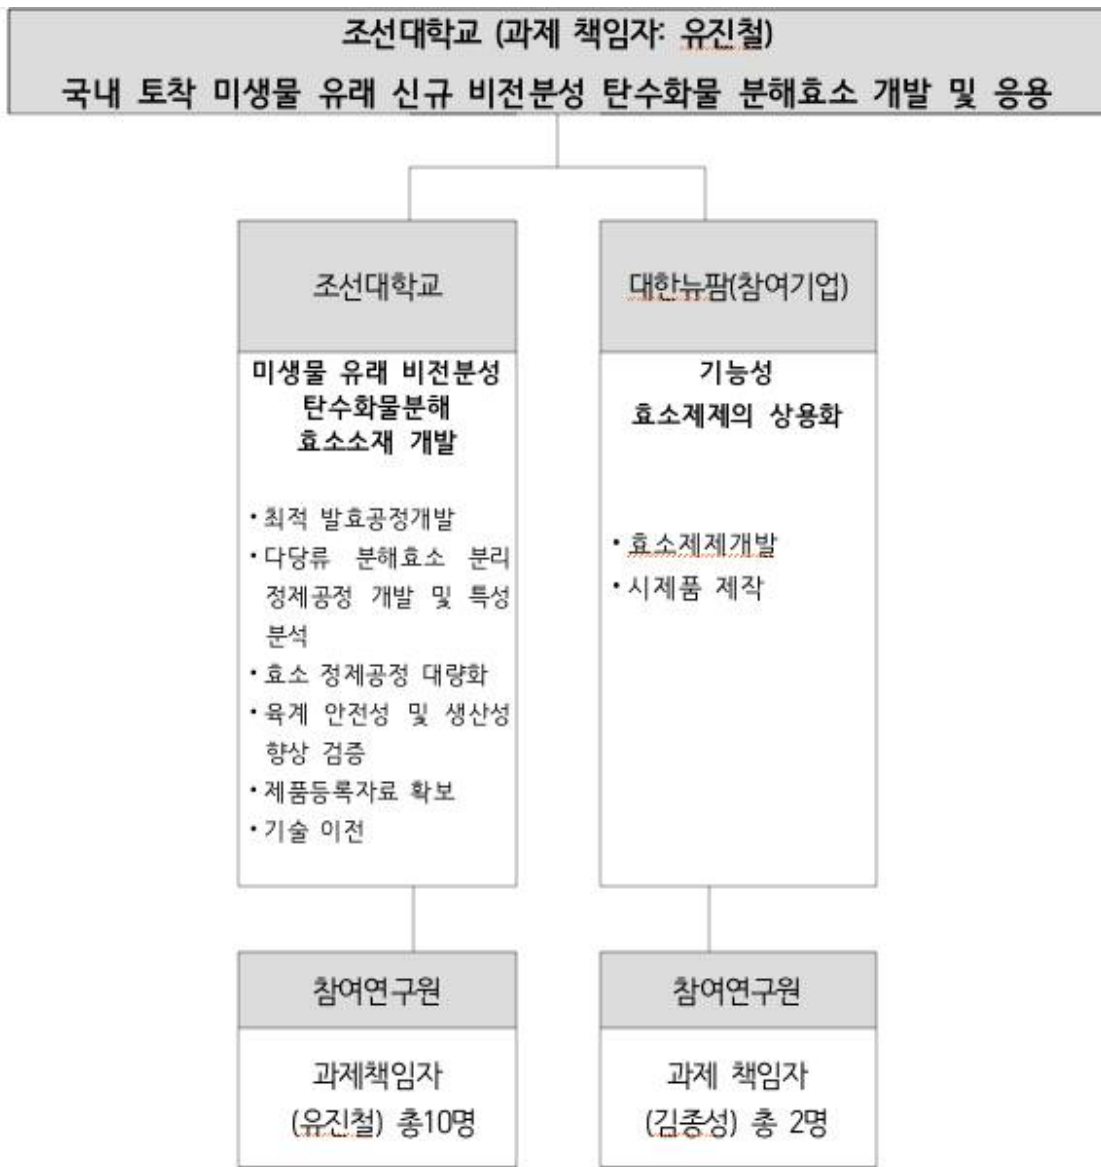 조선대학교 (과제 책임자: 유진철)
국내 토착 미생물 유래 신규 비전분성 탄수화물 분해효소 개발 및 응용
조선대학교
미생물 유래 비전분성
탄수화물분해
효소소재 개발
• 최적 발효공정개발
• 다당류 분해효소 분리
정제공정 개발 및 특성
분석
• 효소 정제공정 대량화
• 육계 안전성 및 생산성
향상 검증
• 제품등록자료 확보
• 기술 이전
참여연구원
과제책임자
(유진철) 총10명
대한뉴팜(참여기업)
기능성
효소제제의 상용화
• 효소제제개발
• 시제품 제작
참여연구원
과제 책임자
(김종성) 총 2명